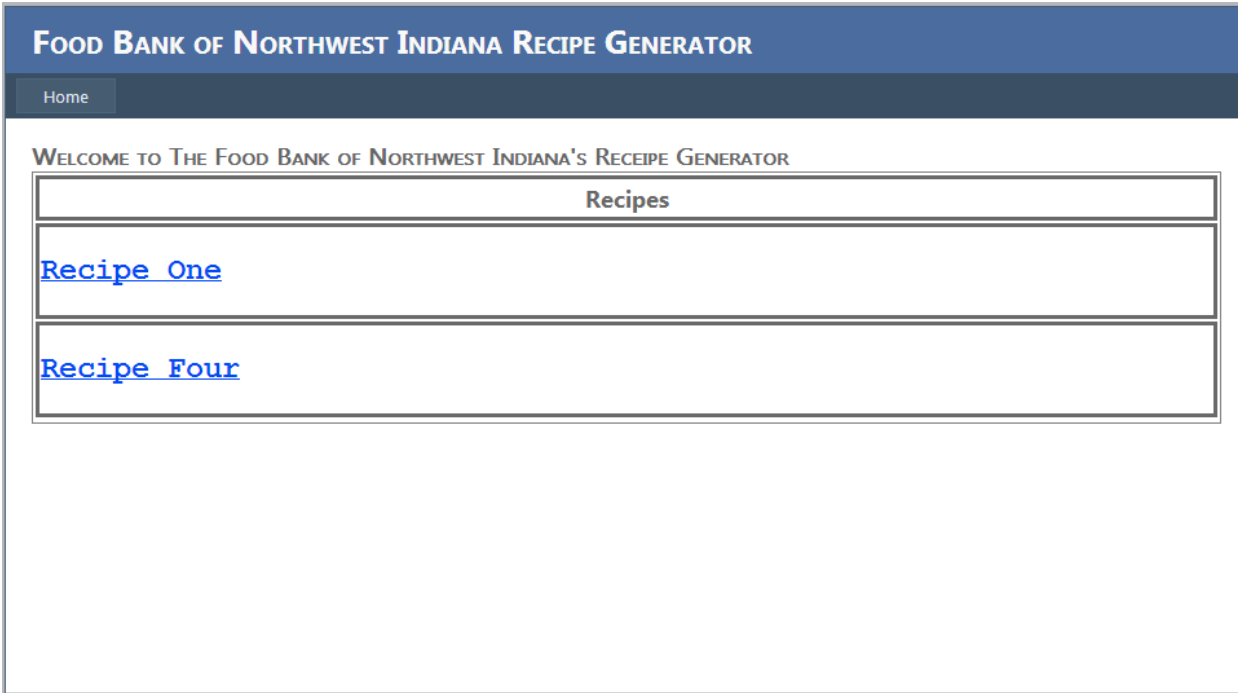 Food Bank of Northwest Indiana Recipe Generator
Home
Welcome to The Food Bank of Northwest Indiana's Receipe Generator
Recipes
Recipe One
Recipe Four